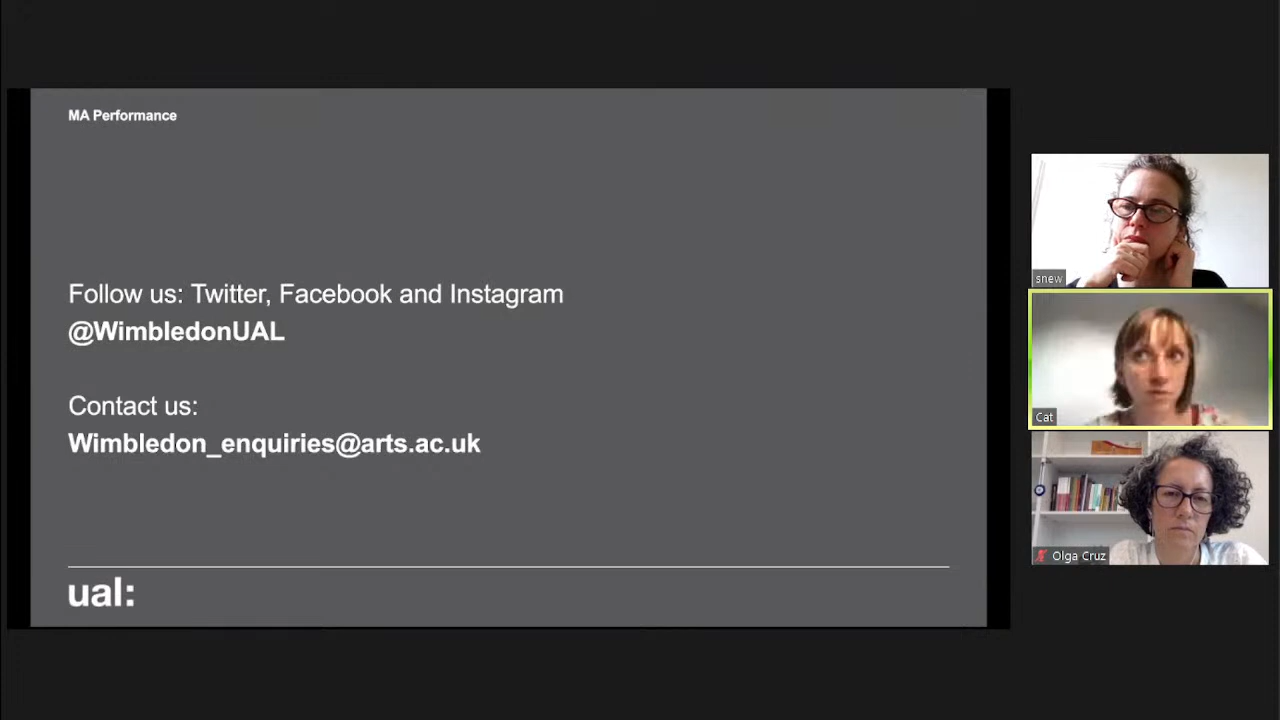 MA Performance
Follow us: Twitter, Facebook and Instagram
@WimbledonUAL
Contact us:
Wimbledon_enquiries@arts.ac.uk
ual:
snew
Cat
Olga Cruz